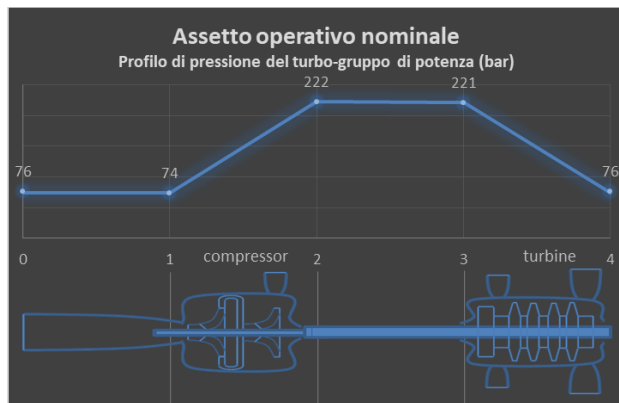 Assetto operativo nominale
Profilo di pressione del turbo-gruppo di potenza (bar)
222 221
76 74 76
0 1 compressor 2 3 turbine 4